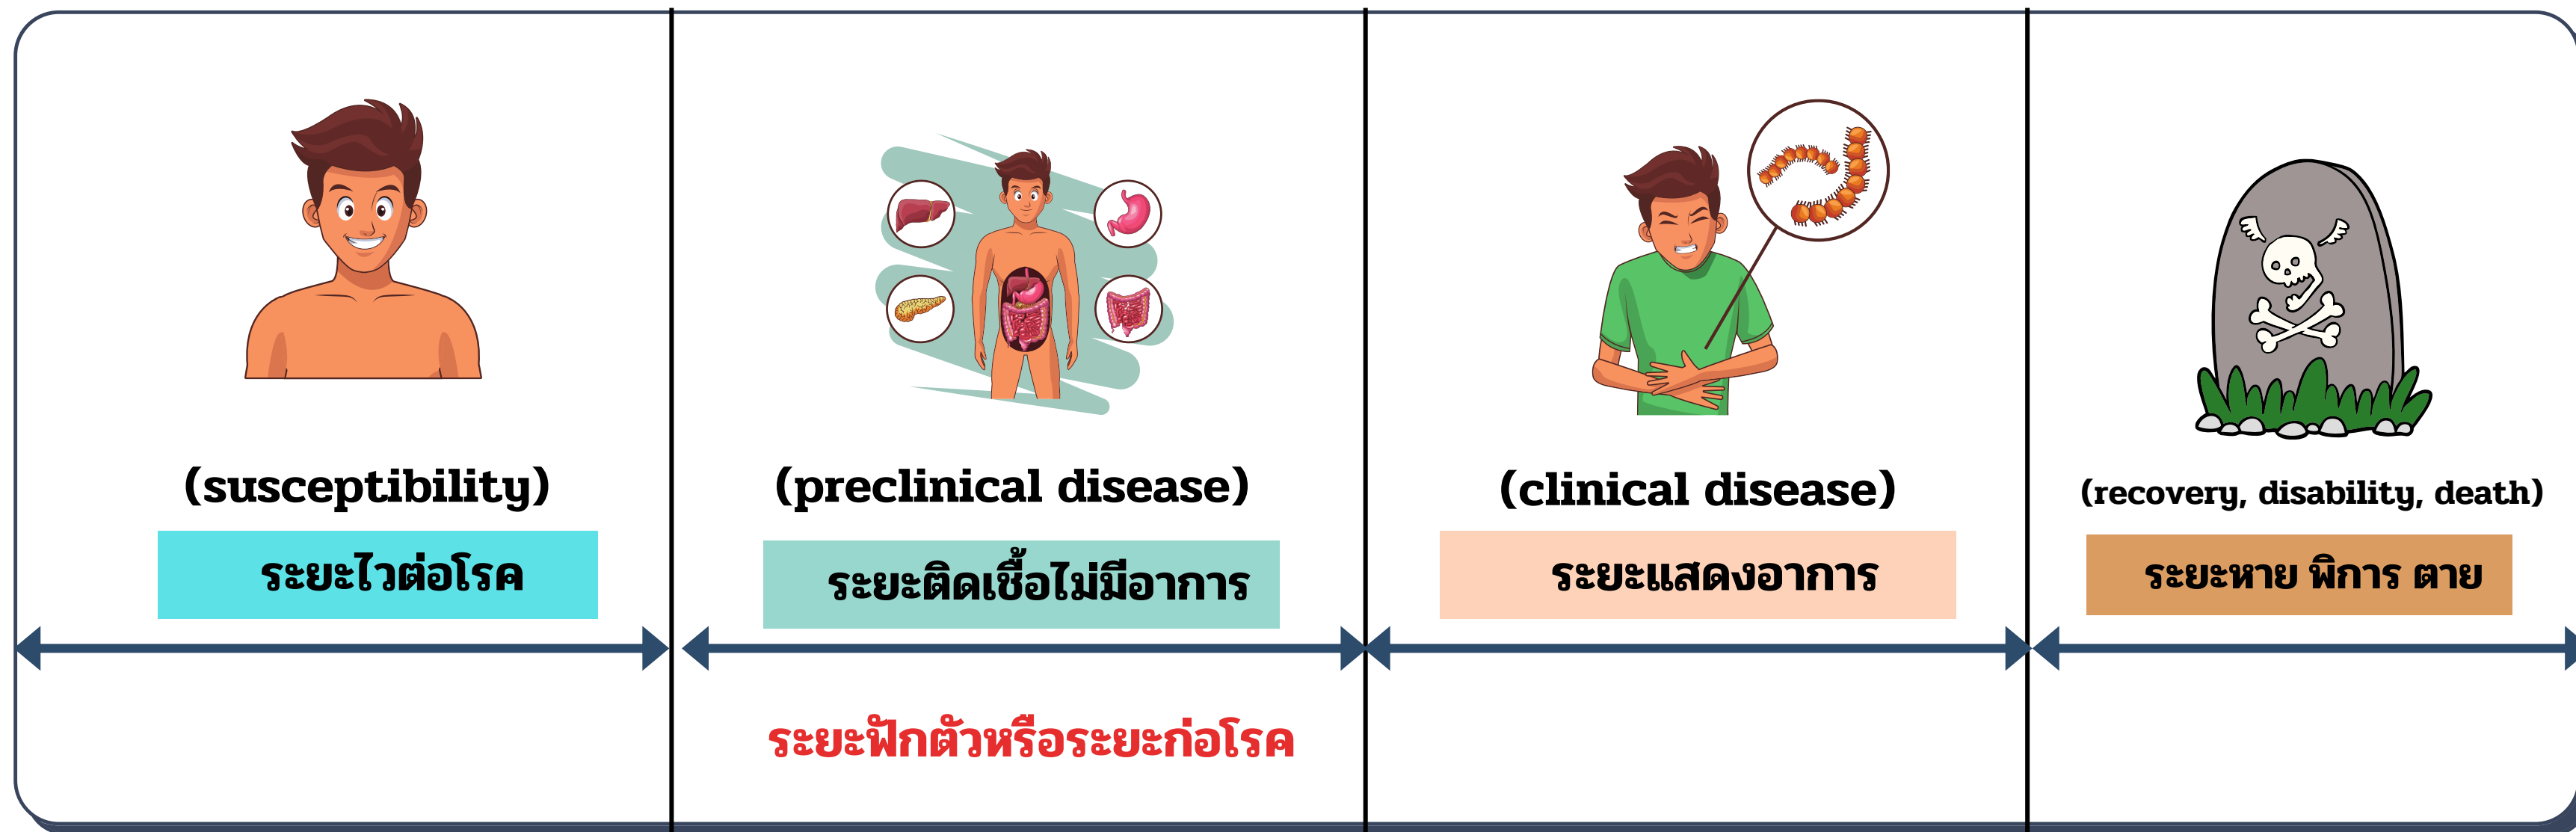 (susceptibility)
ระยะไวต่อโรค
(preclinical disease)
ระยะติดเชื้อไม่มีอาการ
ระยะฟักตัวหรือระยะก่อโรค
(clinical disease)
ระยะแสดงอาการ
(recovery, disability, death)
ระยะหาย พิการ ตาย